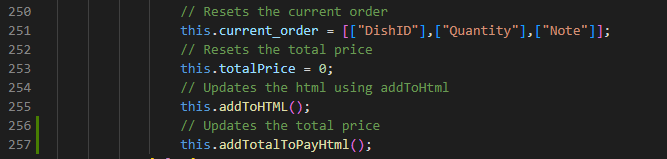 250 // Resets the current order
251 this.current_order = [["DishID"],["Quantity"],["Note"]];
252 // Resets the total price
253 this.totalPrice = 0;
254 // Updates the html using addToHtml
255 this.addToHTML();
256 // Updates the total price
257 this.addTotalToPayHtml();